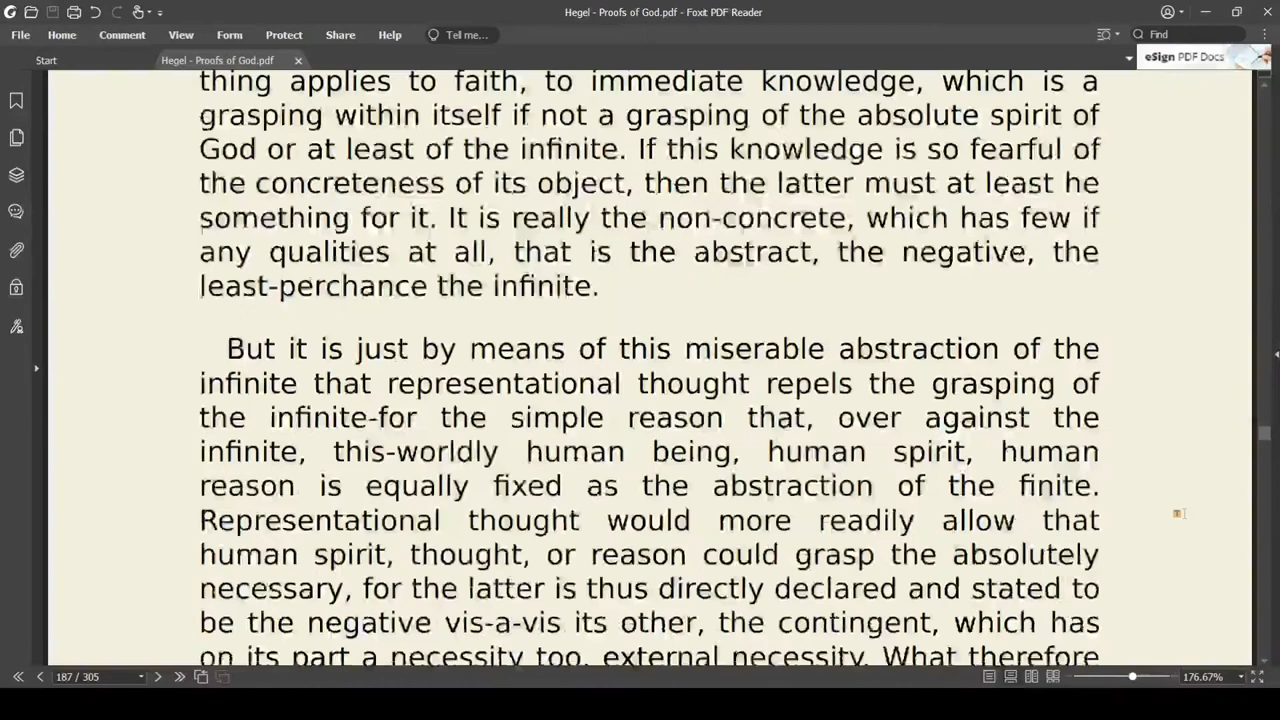 Hegel - Proofs of God.pdf - Foxit PDF Reader
File Home Comment View Form Protect Share Help Tell me... Find
Start Hegel - Proofs of God.pdf eSign PDF Docs
thing applies to faith, to immediate knowledge, which is a
grasping within itself if not a grasping of the absolute spirit of
God or at least of the infinite. If this knowledge is so fearful of
the concreteness of its object, then the latter must at least he
something for it. It is really the non-concrete, which has few if
any qualities at all, that is the abstract, the negative, the
least-perchance the infinite.
But it is just by means of this miserable abstraction of the
infinite that representational thought repels the grasping of
the infinite-for the simple reason that, over against the
infinite, this-worldly human being, human spirit, human
reason is equally fixed as the abstraction of the finite.
Representational thought would more readily allow that
human spirit, thought, or reason could grasp the absolutely
necessary, for the latter is thus directly declared and stated to
be the negative vis-a-vis its other, the contingent, which has
on its part a necessity too, external necessity. What therefore
187 / 305 176.67%